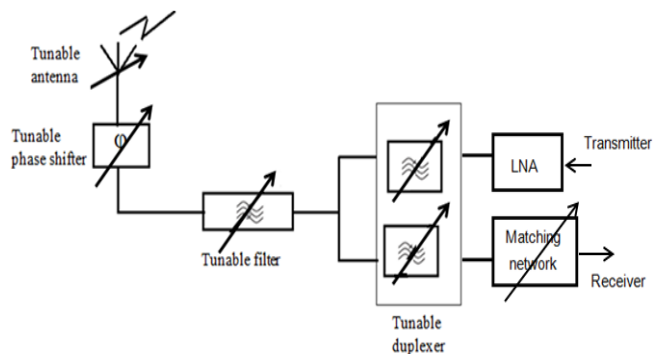 Tunable
antenna
Tunable
phase shifter
φ
Tunable filter
Tunable
duplexer
LNA
Transmitter
Matching
network
Receiver